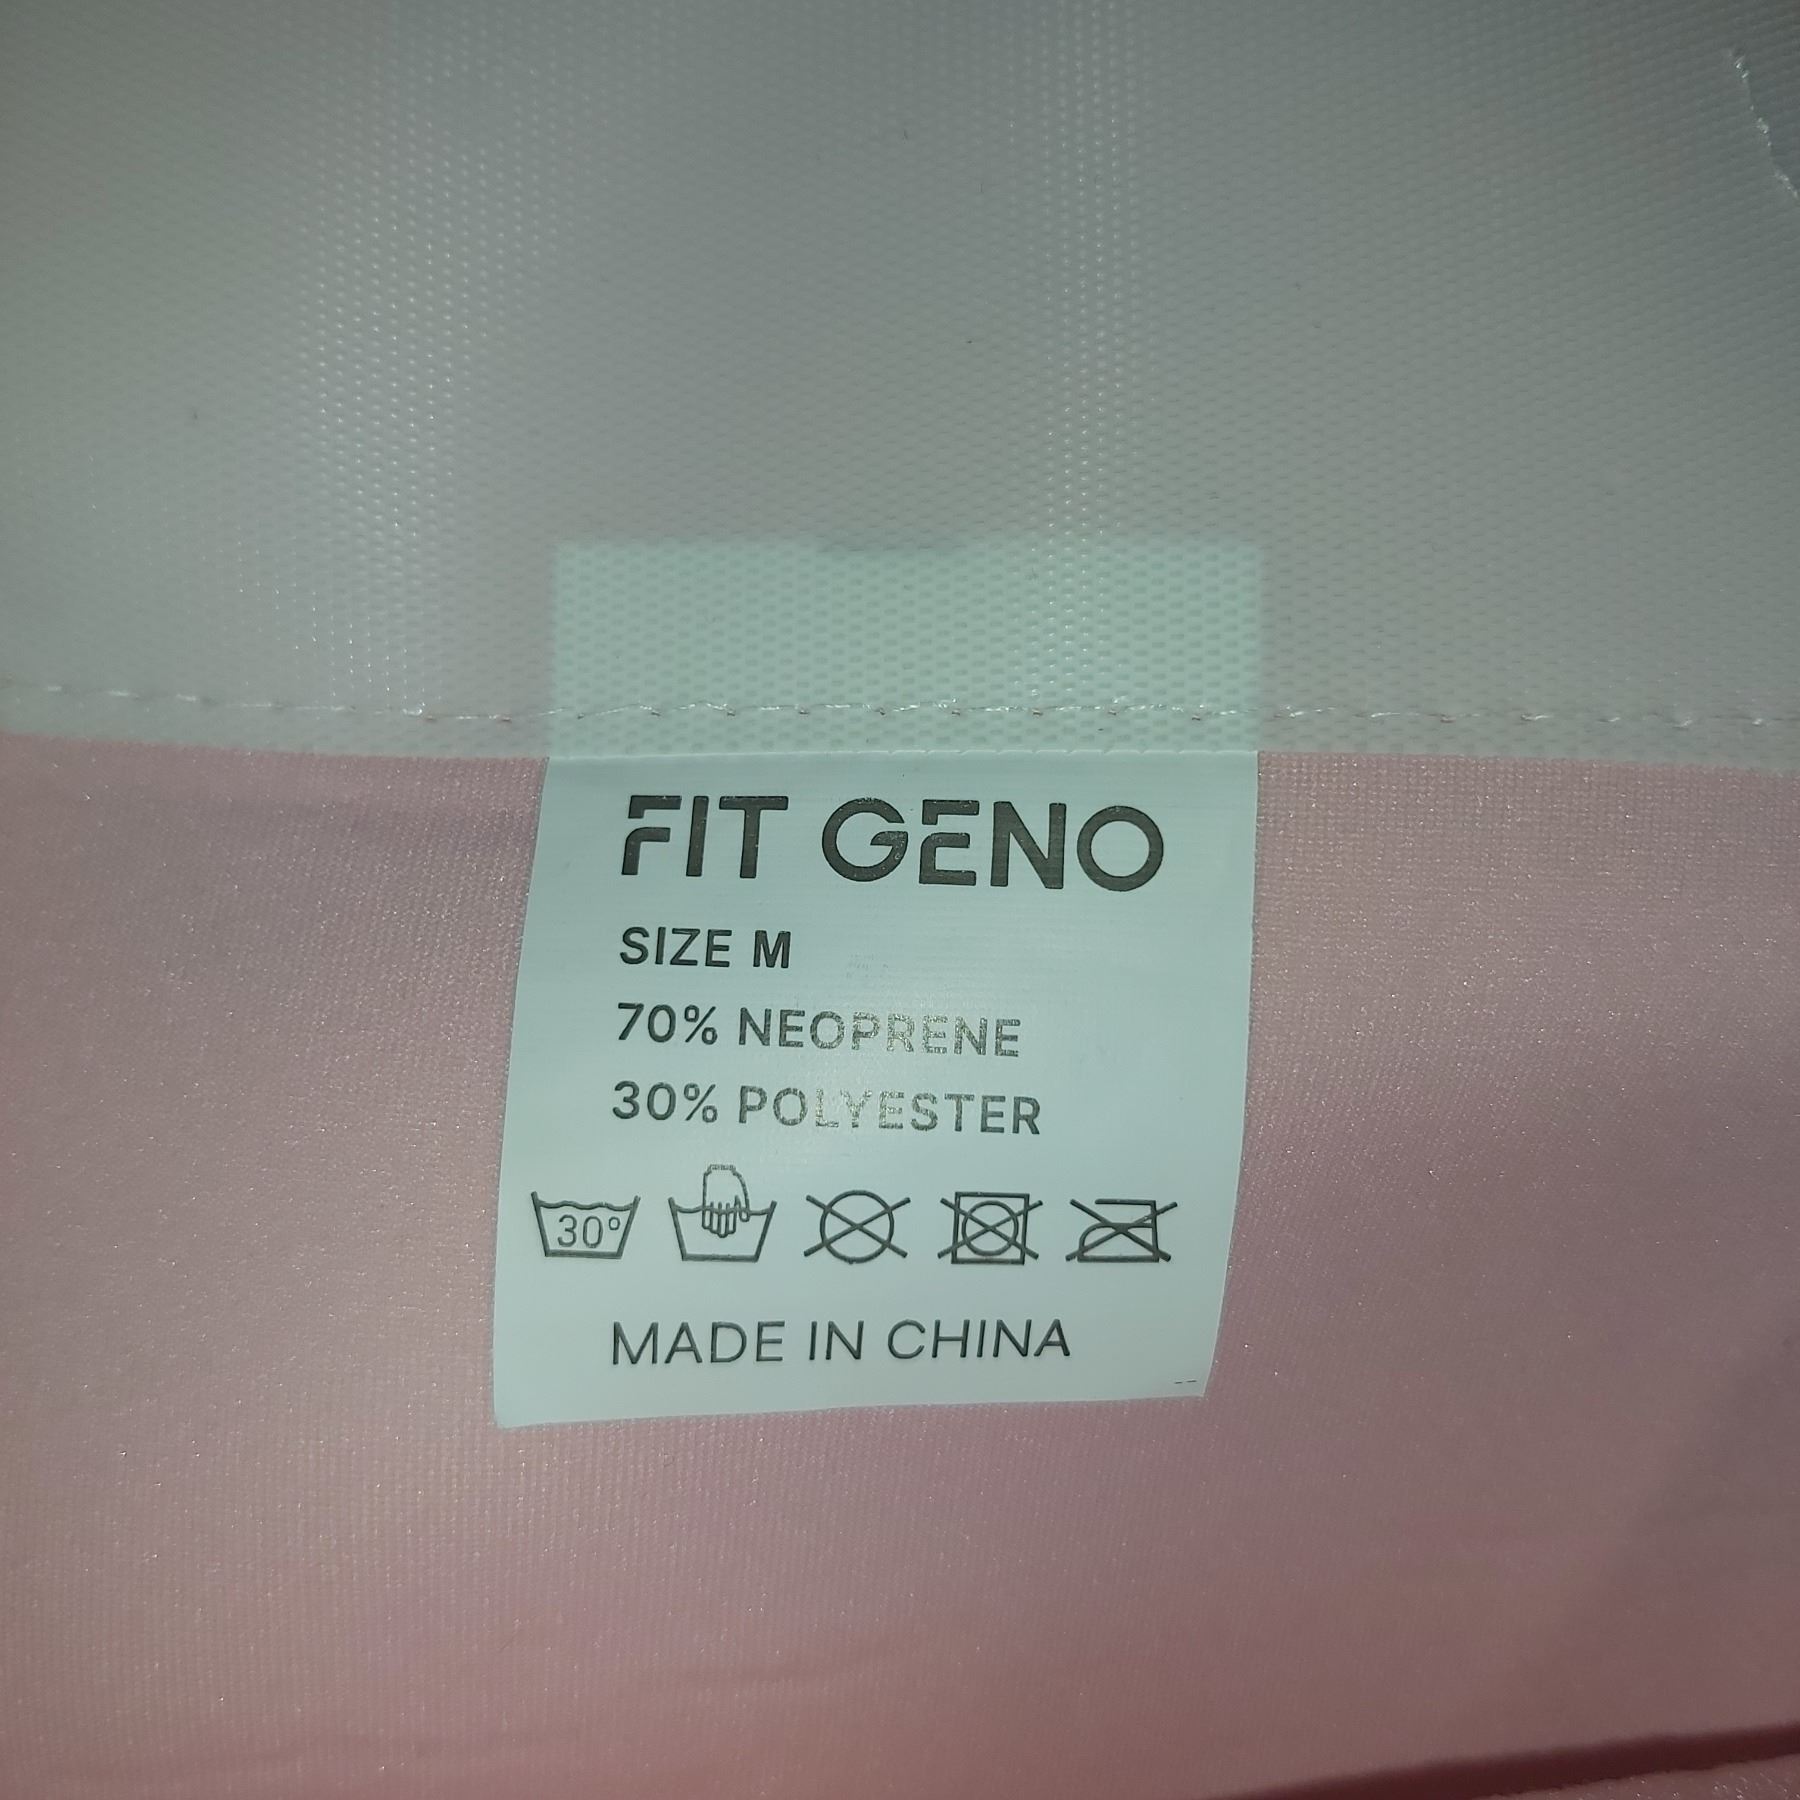 FIT GENO
SIZE M
70% NEOPRENE
30% POLYESTER
30°
MADE IN CHINA